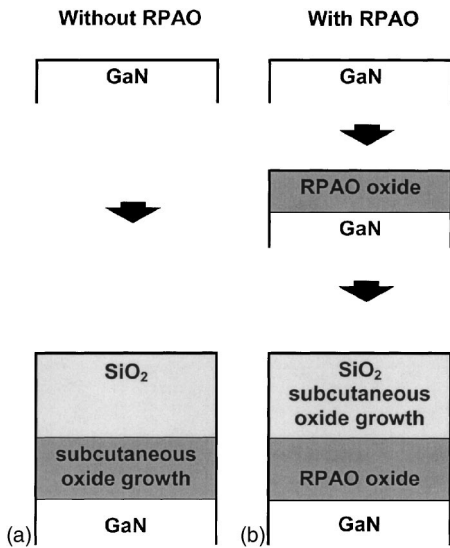 Without RPAO
GaN
SiO₂
subcutaneous
oxide growth
GaN
(a)
With RPAO
GaN
RPAO oxide
GaN
SiO₂
subcutaneous
oxide growth
RPAO oxide
GaN
(b)